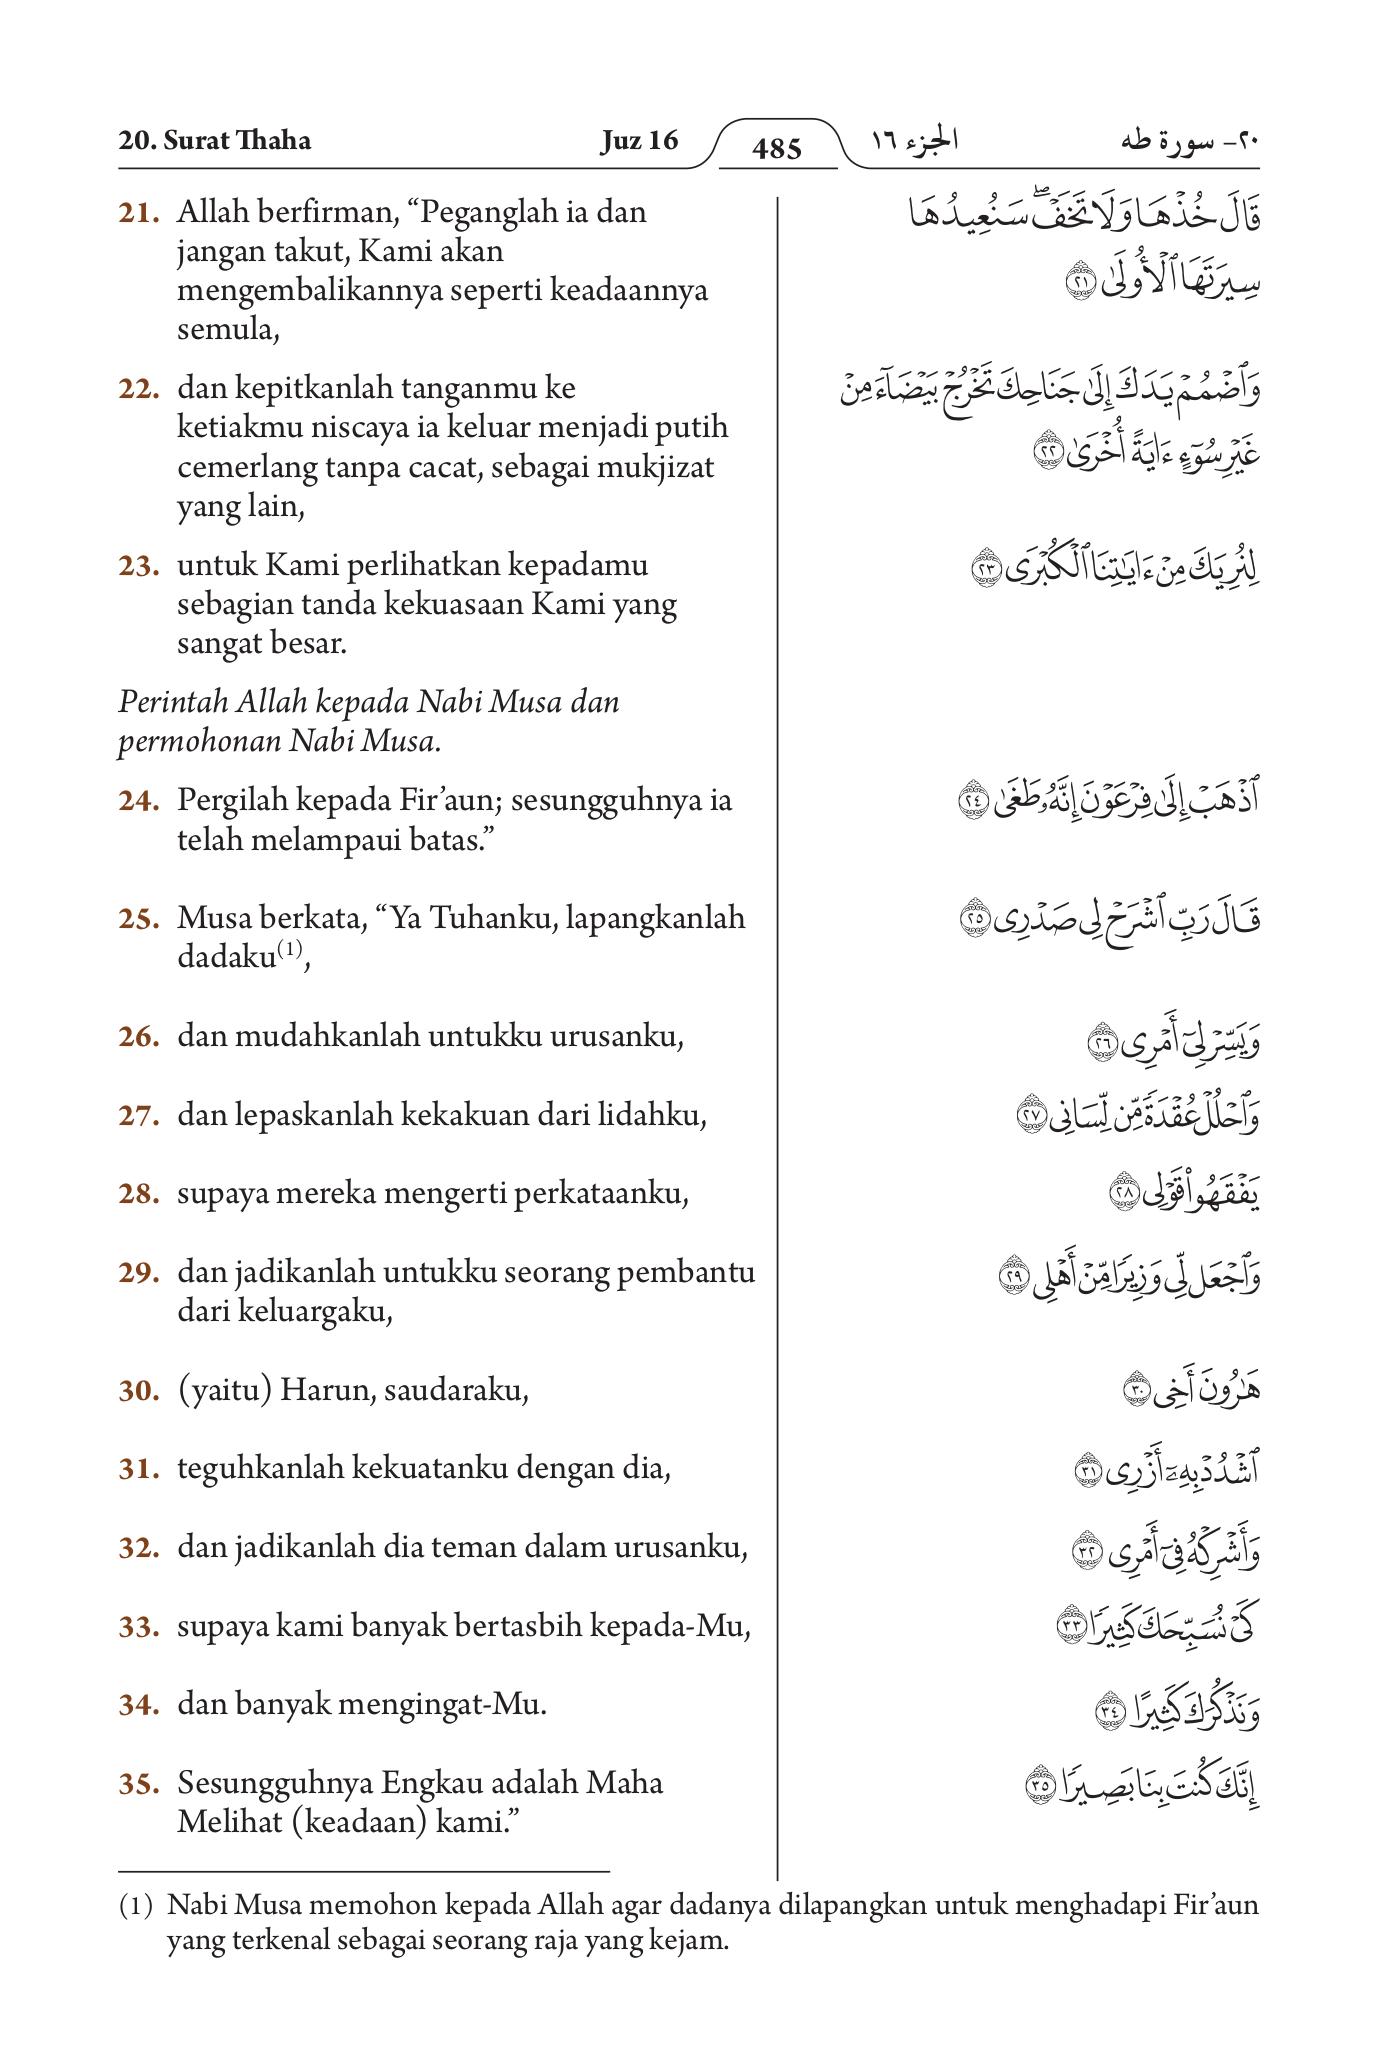 20. Surat Thaha
Juz 16
485
الجزء ١٦
٢٠- سورة طه
21. Allah berfirman, “Peganglah ia dan
jangan takut, Kami akan
mengembalikannya seperti keadaannya
semula,
22. dan kepitkanlah tanganmu ke
ketiakmu niscaya ia keluar menjadi putih
cemerlang tanpa cacat, sebagai mukjizat
yang lain,
23. untuk Kami perlihatkan kepadamu
sebagian tanda kekuasaan Kami yang
sangat besar.
Perintah Allah kepada Nabi Musa dan
permohonan Nabi Musa.
24. Pergilah kepada Fir’aun; sesungguhnya ia
telah melampaui batas.”
25. Musa berkata, “Ya Tuhanku, lapangkanlah
dadaku(1),
26. dan mudahkanlah untukku urusanku,
27. dan lepaskanlah kekakuan dari lidahku,
28. supaya mereka mengerti perkataanku,
29. dan jadikanlah untukku seorang pembantu
dari keluargaku,
30. (yaitu) Harun, saudaraku,
31. teguhkanlah kekuatanku dengan dia,
32. dan jadikanlah dia teman dalam urusanku,
33. supaya kami banyak bertasbih kepada-Mu,
34. dan banyak mengingat-Mu.
35. Sesungguhnya Engkau adalah Maha
Melihat (keadaan) kami.”
قَالَ خُذْهَا وَلَا تَخَفْۖ سَنُعِيدُهَا
سِيرَتَهَا ٱلْأُولَىٰ ٢١
وَٱضْمُمْ يَدَكَ إِلَىٰ جَنَاحِكَ تَخْرُجْ بَيْضَآءَ مِنْ
غَيْرِ سُوٓءٍ ءَايَةً أُخْرَىٰ ٢٢
لِنُرِيَكَ مِنْ ءَايَـٰتِنَا ٱلْكُبْرَى ٢٣
ٱذْهَبْ إِلَىٰ فِرْعَوْنَ إِنَّهُۥ طَغَىٰ ٢٤
قَالَ رَبِّ ٱشْرَحْ لِى صَدْرِى ٢٥
وَيَسِّرْ لِىٓ أَمْرِى ٢٦
وَٱحْلُلْ عُقْدَةً مِّن لِّسَانِى ٢٧
يَفْقَهُوا۟ قَوْلِى ٢٨
وَٱجْعَل لِّى وَزِيرًا مِّنْ أَهْلِى ٢٩
هَـٰرُونَ أَخِى ٣٠
ٱشْدُدْ بِهِۦٓ أَزْرِى ٣١
وَأَشْرِكْهُ فِىٓ أَمْرِى ٣٢
كَىْ نُسَبِّحَكَ كَثِيرًا ٣٣
وَنَذْكُرَكَ كَثِيرًا ٣٤
إِنَّكَ كُنتَ بِنَا بَصِيرًا ٣٥
(1) Nabi Musa memohon kepada Allah agar dadanya dilapangkan untuk menghadapi Fir’aun
yang terkenal sebagai seorang raja yang kejam.